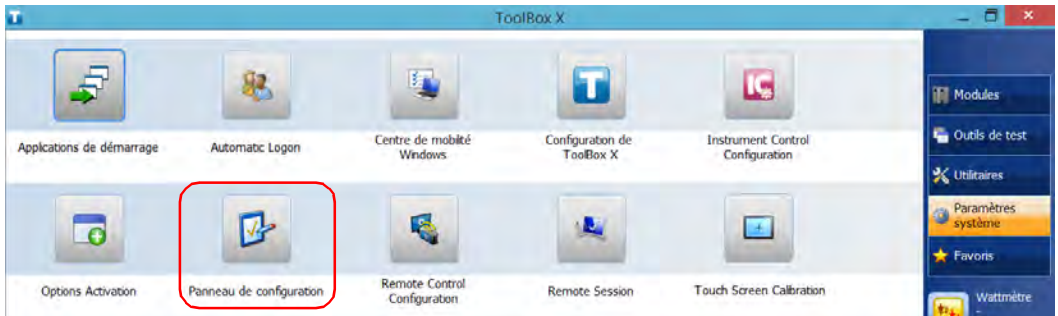 ToolBox X
Applications de démarrage
Automatic Logon
Centre de mobilité
Windows
Configuration de
ToolBox X
Instrument Control
Configuration
Options Activation
Panneau de configuration
Remote Control
Configuration
Remote Session
Touch Screen Calibration
Modules
Outils de test
Utilitaires
Paramètres
système
Favoris
Wattmètre
-